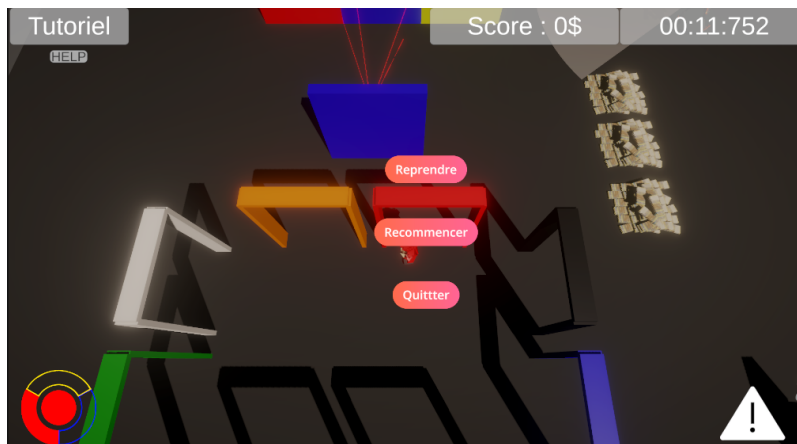 Tutoriel
Score : 0$
00:11:752
HELP
Reprendre
Recommencer
Quittter
!